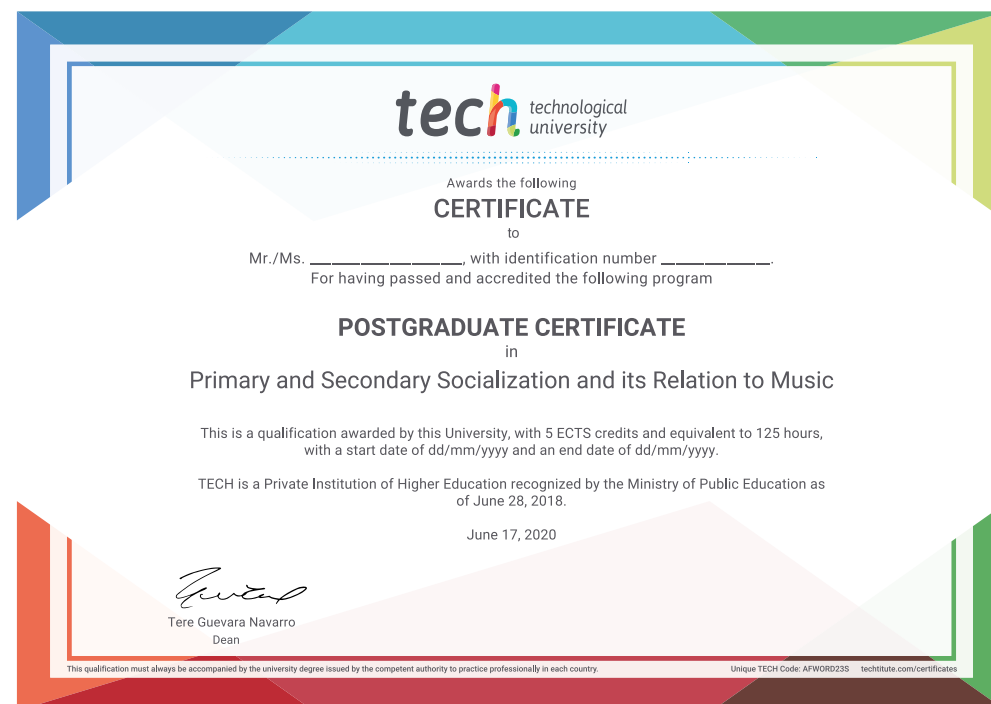 tech technological
university
Awards the following
CERTIFICATE
to
Mr./Ms. ____________________, with identification number ______________.
For having passed and accredited the following program
POSTGRADUATE CERTIFICATE
in
Primary and Secondary Socialization and its Relation to Music
This is a qualification awarded by this University, with 5 ECTS credits and equivalent to 125 hours,
with a start date of dd/mm/yyyy and an end date of dd/mm/yyyy.
TECH is a Private Institution of Higher Education recognized by the Ministry of Public Education as
of June 28, 2018.
June 17, 2020
Tere Guevara Navarro
Dean
This qualification must always be accompanied by the university degree issued by the competent authority to practice professionally in each country.
Unique TECH Code: AFWORD23S techtitute.com/certificates